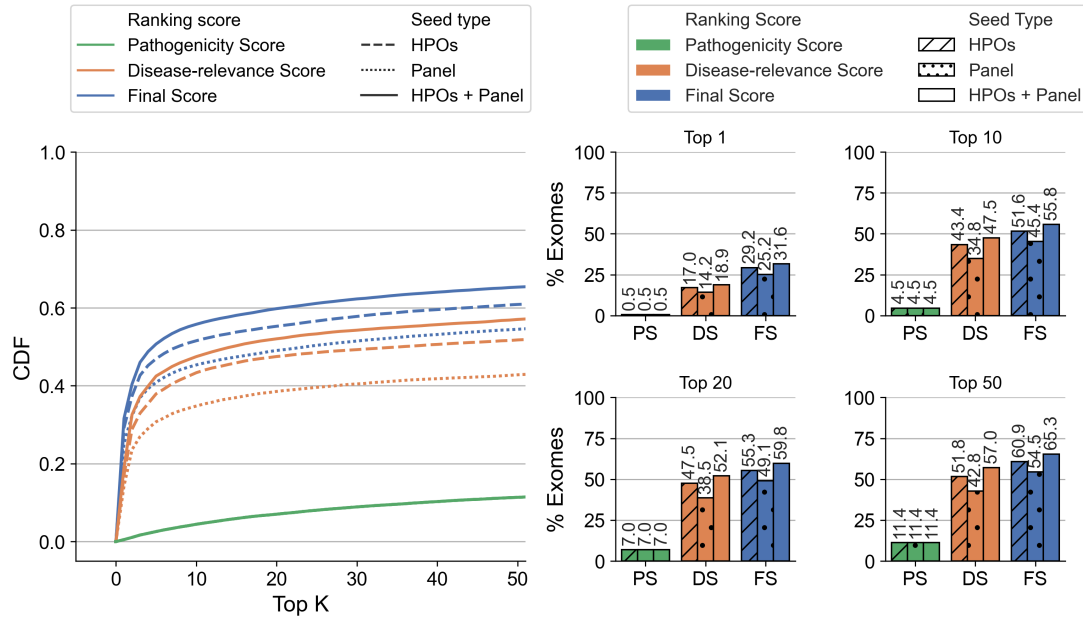 Ranking score
Seed type
Pathogenicity Score
HPOs
Disease-relevance Score
Panel
Final Score
HPOs + Panel
CDF
1.0
0.8
0.6
0.4
0.2
0.0
0 10 20 30 40 50
Top K
Ranking Score
Seed Type
Pathogenicity Score
HPOs
Disease-relevance Score
Panel
Final Score
HPOs + Panel
Top 1
% Exomes
100
75
50
25
0
0.5 0.5 0.5 17.0 14.2 18.9 29.2 25.2 31.6
PS DS FS
Top 10
100
75
50
25
0
4.5 4.5 4.5 43.4 34.8 47.5 51.6 45.4 55.8
PS DS FS
Top 20
% Exomes
100
75
50
25
0
7.0 7.0 7.0 47.5 38.5 52.1 55.3 49.1 59.8
PS DS FS
Top 50
100
75
50
25
0
11.4 11.4 11.4 51.8 42.8 57.0 60.9 54.5 65.3
PS DS FS